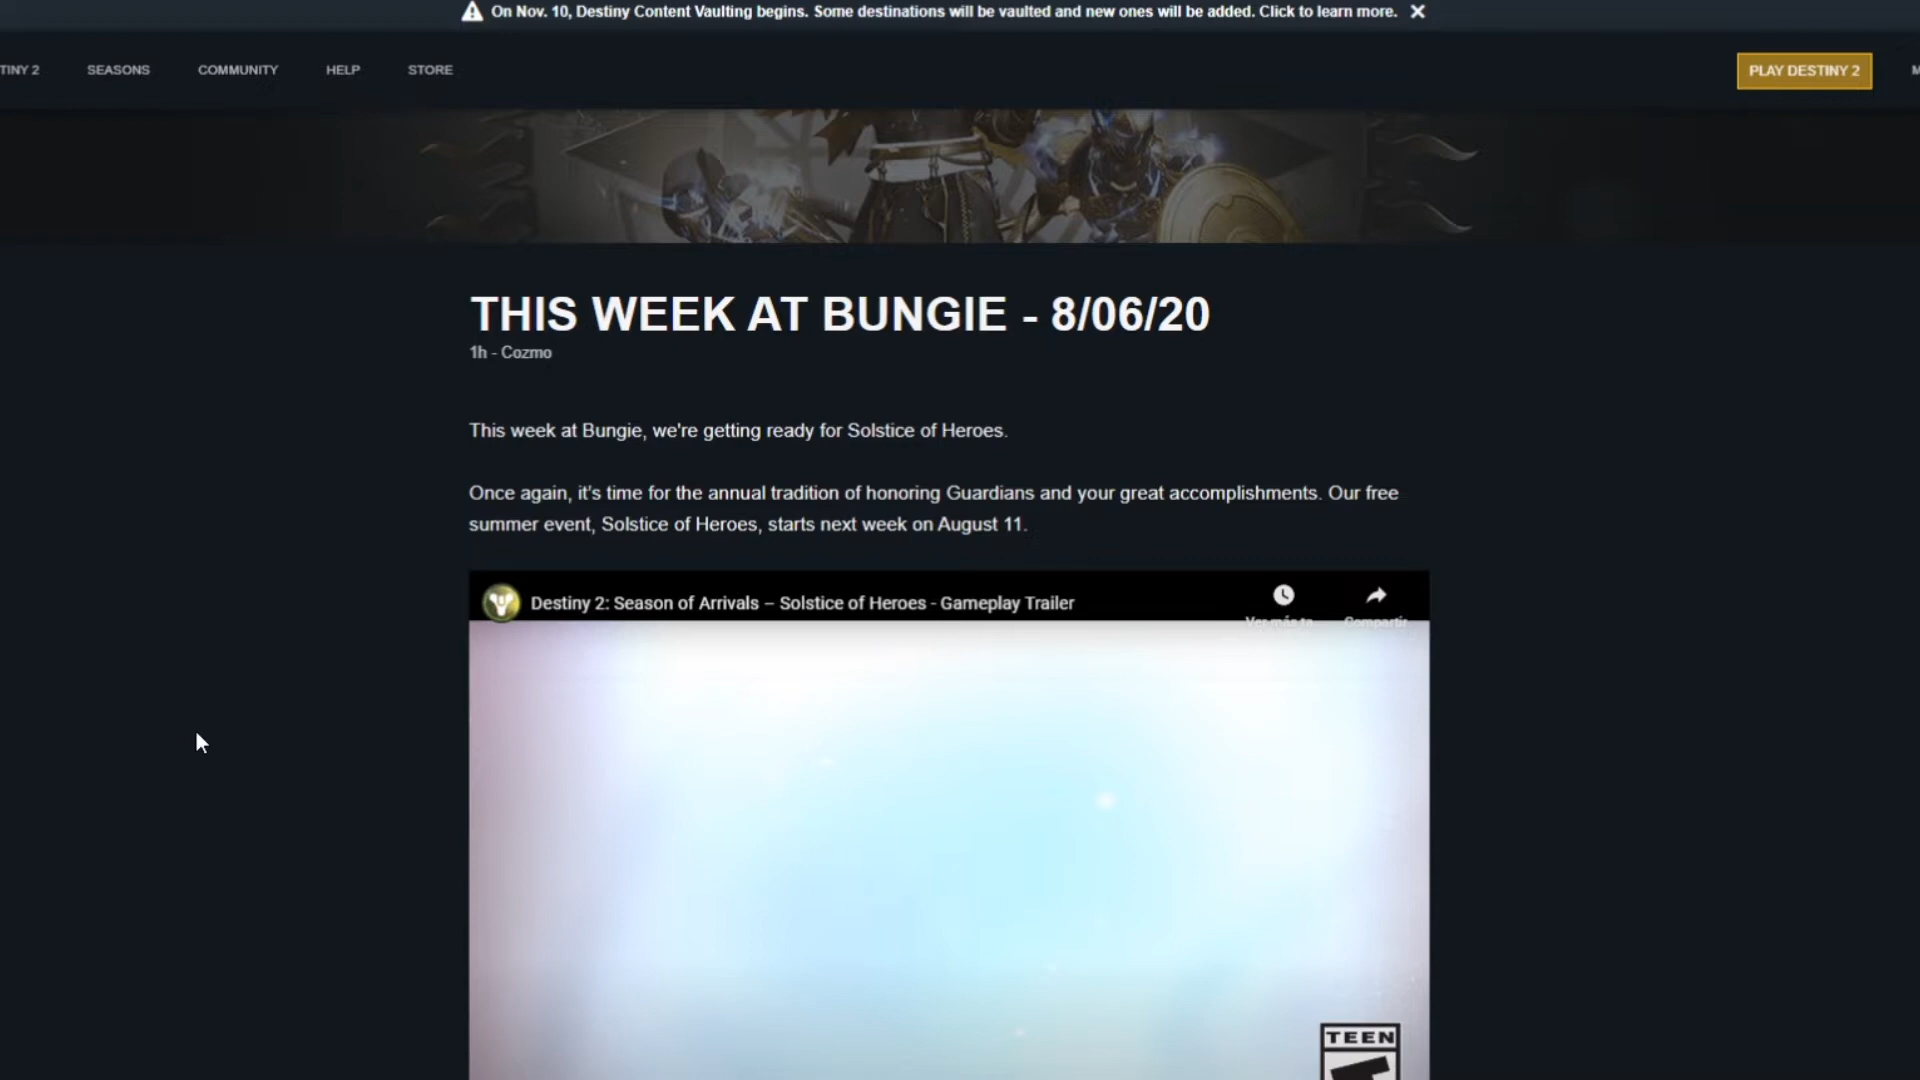 On Nov. 10, Destiny Content Vaulting begins. Some destinations will be vaulted and new ones will be added. Click to learn more.
TINY 2 SEASONS COMMUNITY HELP STORE PLAY DESTINY 2 M
THIS WEEK AT BUNGIE - 8/06/20
1h - Cozmo
This week at Bungie, we're getting ready for Solstice of Heroes.
Once again, it's time for the annual tradition of honoring Guardians and your great accomplishments. Our free
summer event, Solstice of Heroes, starts next week on August 11.
Destiny 2: Season of Arrivals – Solstice of Heroes - Gameplay Trailer
Ver más ta Compartir
TEEN